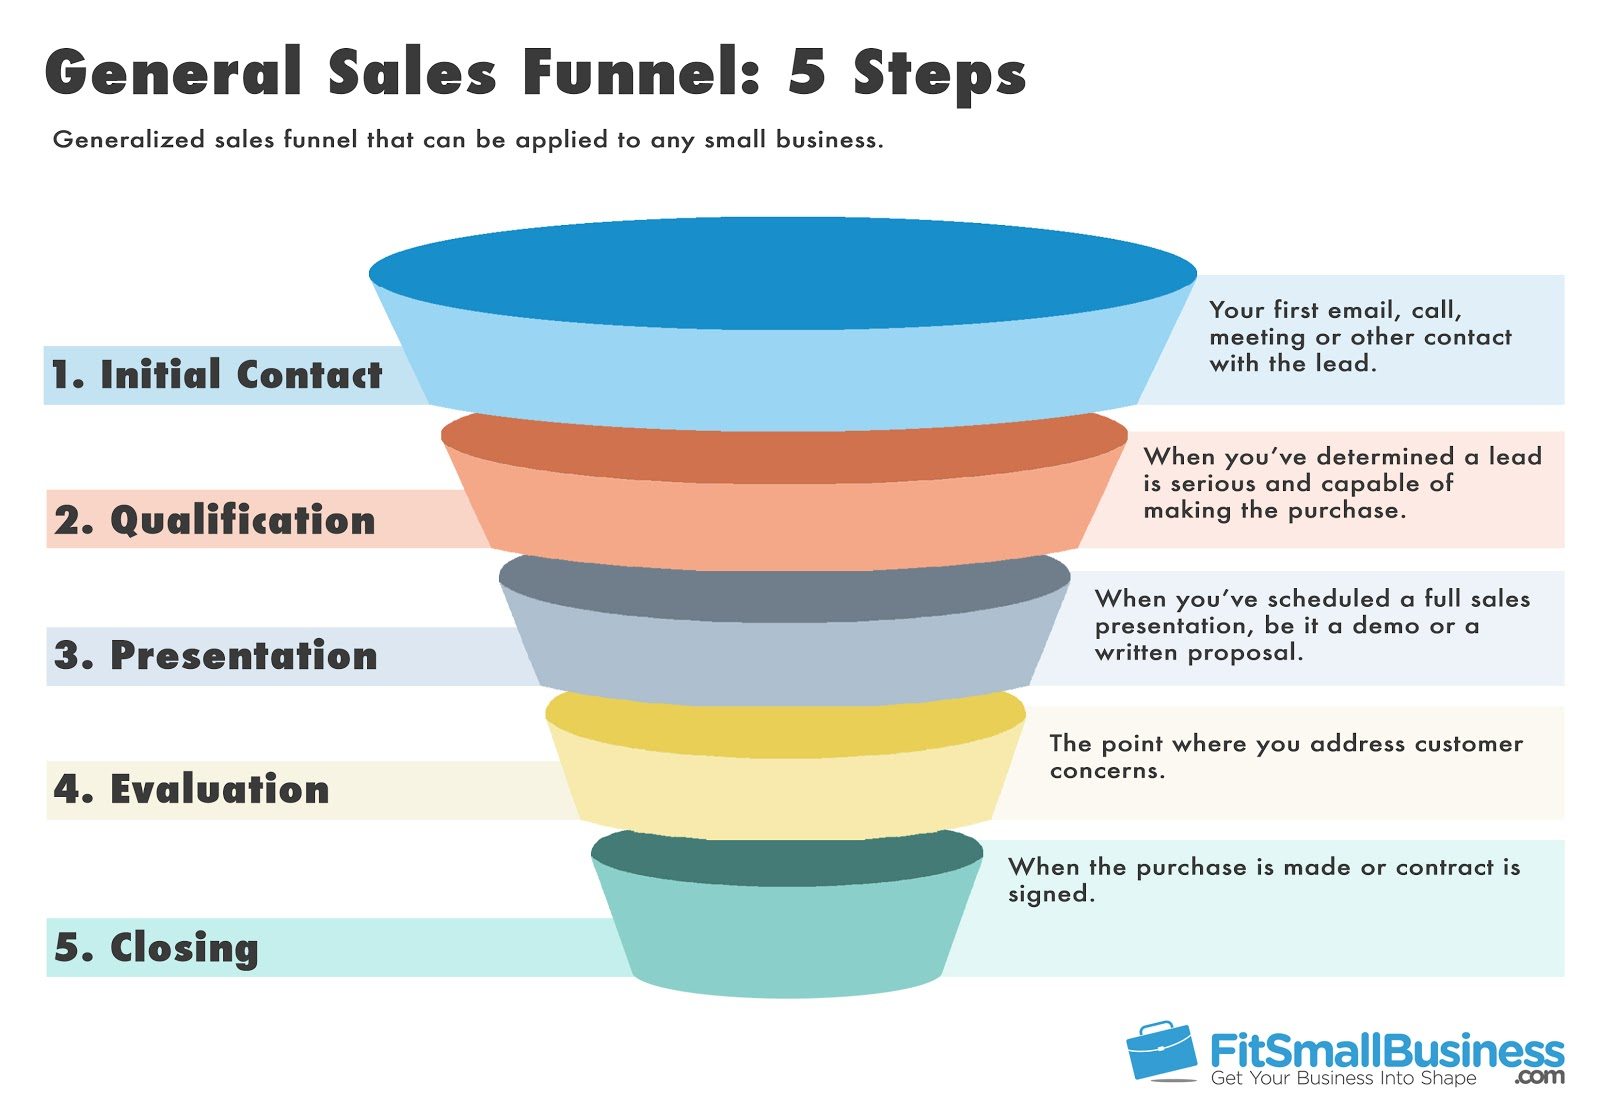 General Sales Funnel: 5 Steps
Generalized sales funnel that can be applied to any small business.
1. Initial Contact
Your first email, call,
meeting or other contact
with the lead.
2. Qualification
When you've determined a lead
is serious and capable of
making the purchase.
3. Presentation
When you've scheduled a full sales
presentation, be it a demo or a
written proposal.
4. Evaluation
The point where you address customer
concerns.
5. Closing
When the purchase is made or contract is
signed.
FitSmallBusiness
Get Your Business Into Shape .com